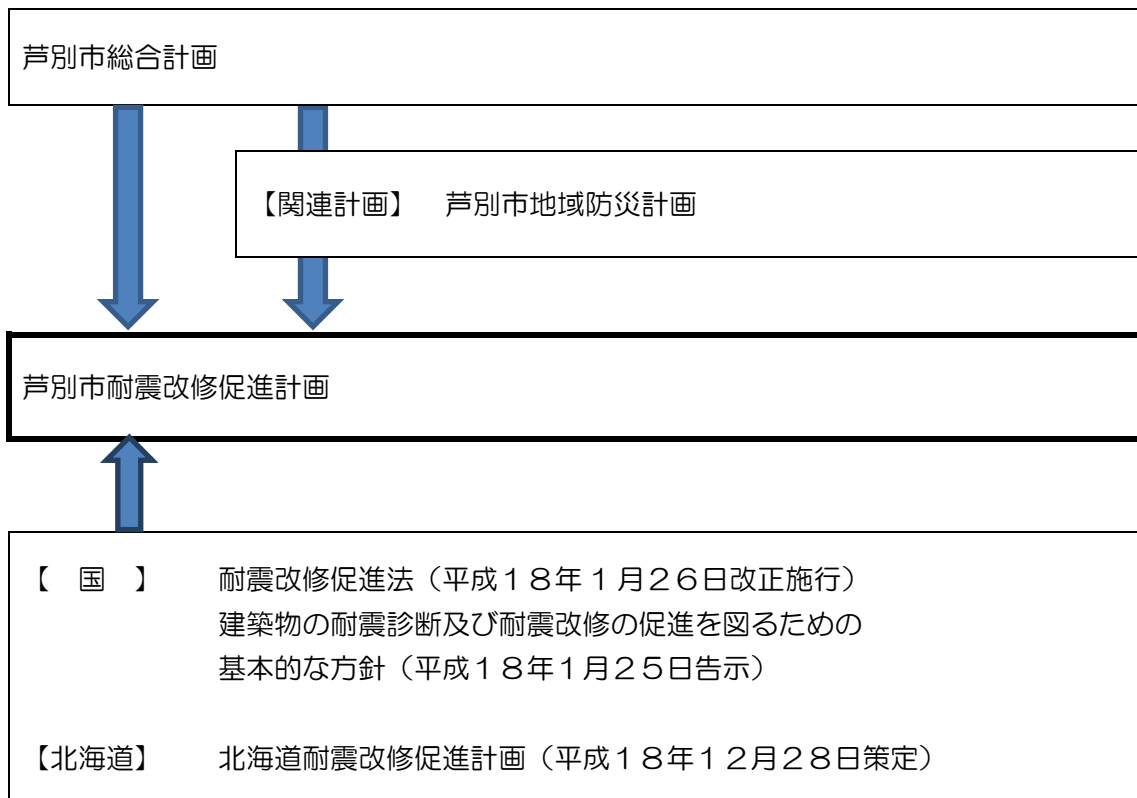 芦別市総合計画
【関連計画】　芦別市地域防災計画
芦別市耐震改修促進計画
【　国　】　耐震改修促進法（平成１８年１月２６日改正施行）
建築物の耐震診断及び耐震改修の促進を図るための
基本的な方針（平成１８年１月２５日告示）
【北海道】　北海道耐震改修促進計画（平成１８年１２月２８日策定）